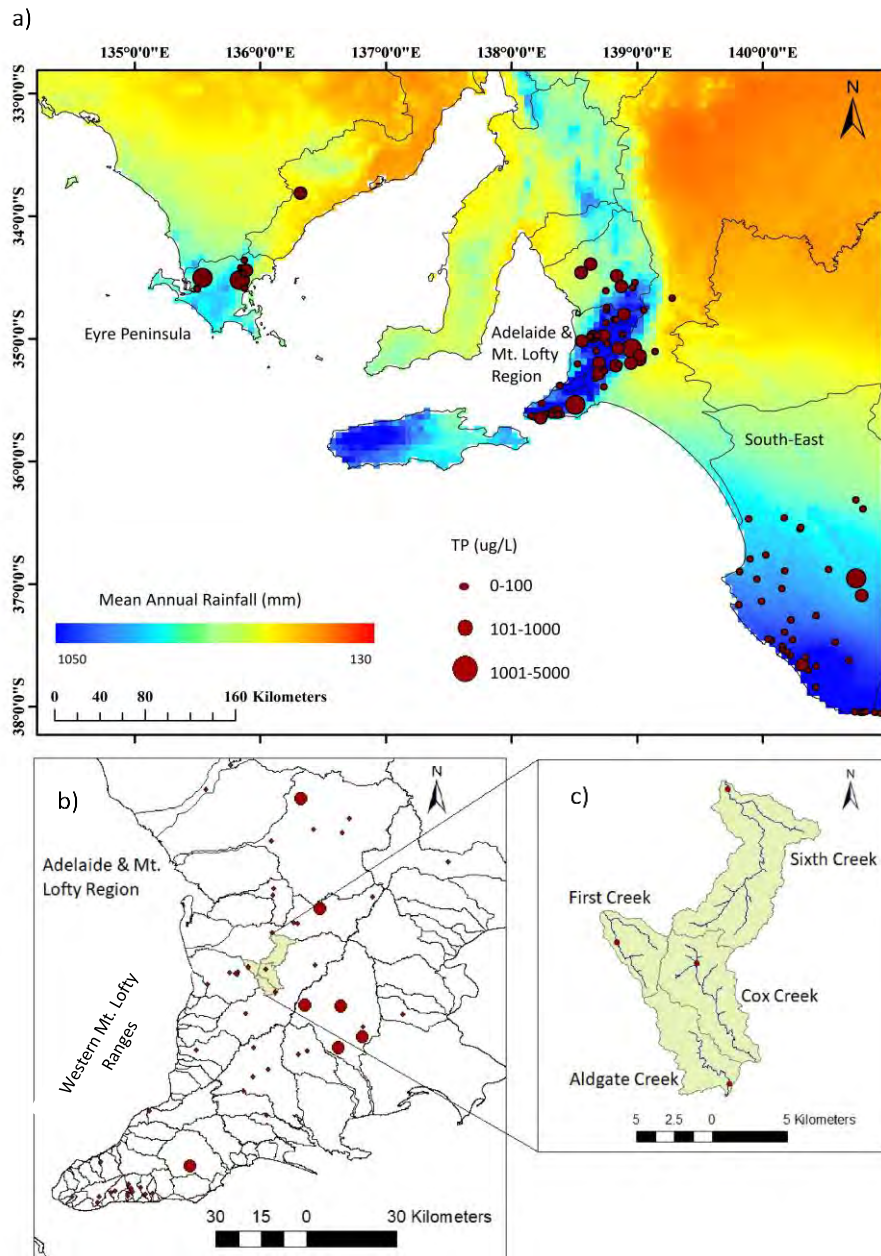 a)
135°0'0"E 136°0'0"E 137°0'0"E 138°0'0"E 139°0'0"E 140°0'0"E
33°0'0"S
34°0'0"S
35°0'0"S
36°0'0"S
37°0'0"S
38°0'0"S
N
Eyre Peninsula
Adelaide &
Mt. Lofty
Region
South-East
Mean Annual Rainfall (mm)
1050 130
0 40 80 160 Kilometers
TP (ug/L)
0-100
101-1000
1001-5000
b)
N
Adelaide & Mt.
Lofty Region
Western Mt. Lofty
Ranges
30 15 0 30 Kilometers
c)
N
Sixth Creek
First Creek
Cox Creek
Aldgate Creek
5 2.5 0 5 Kilometers